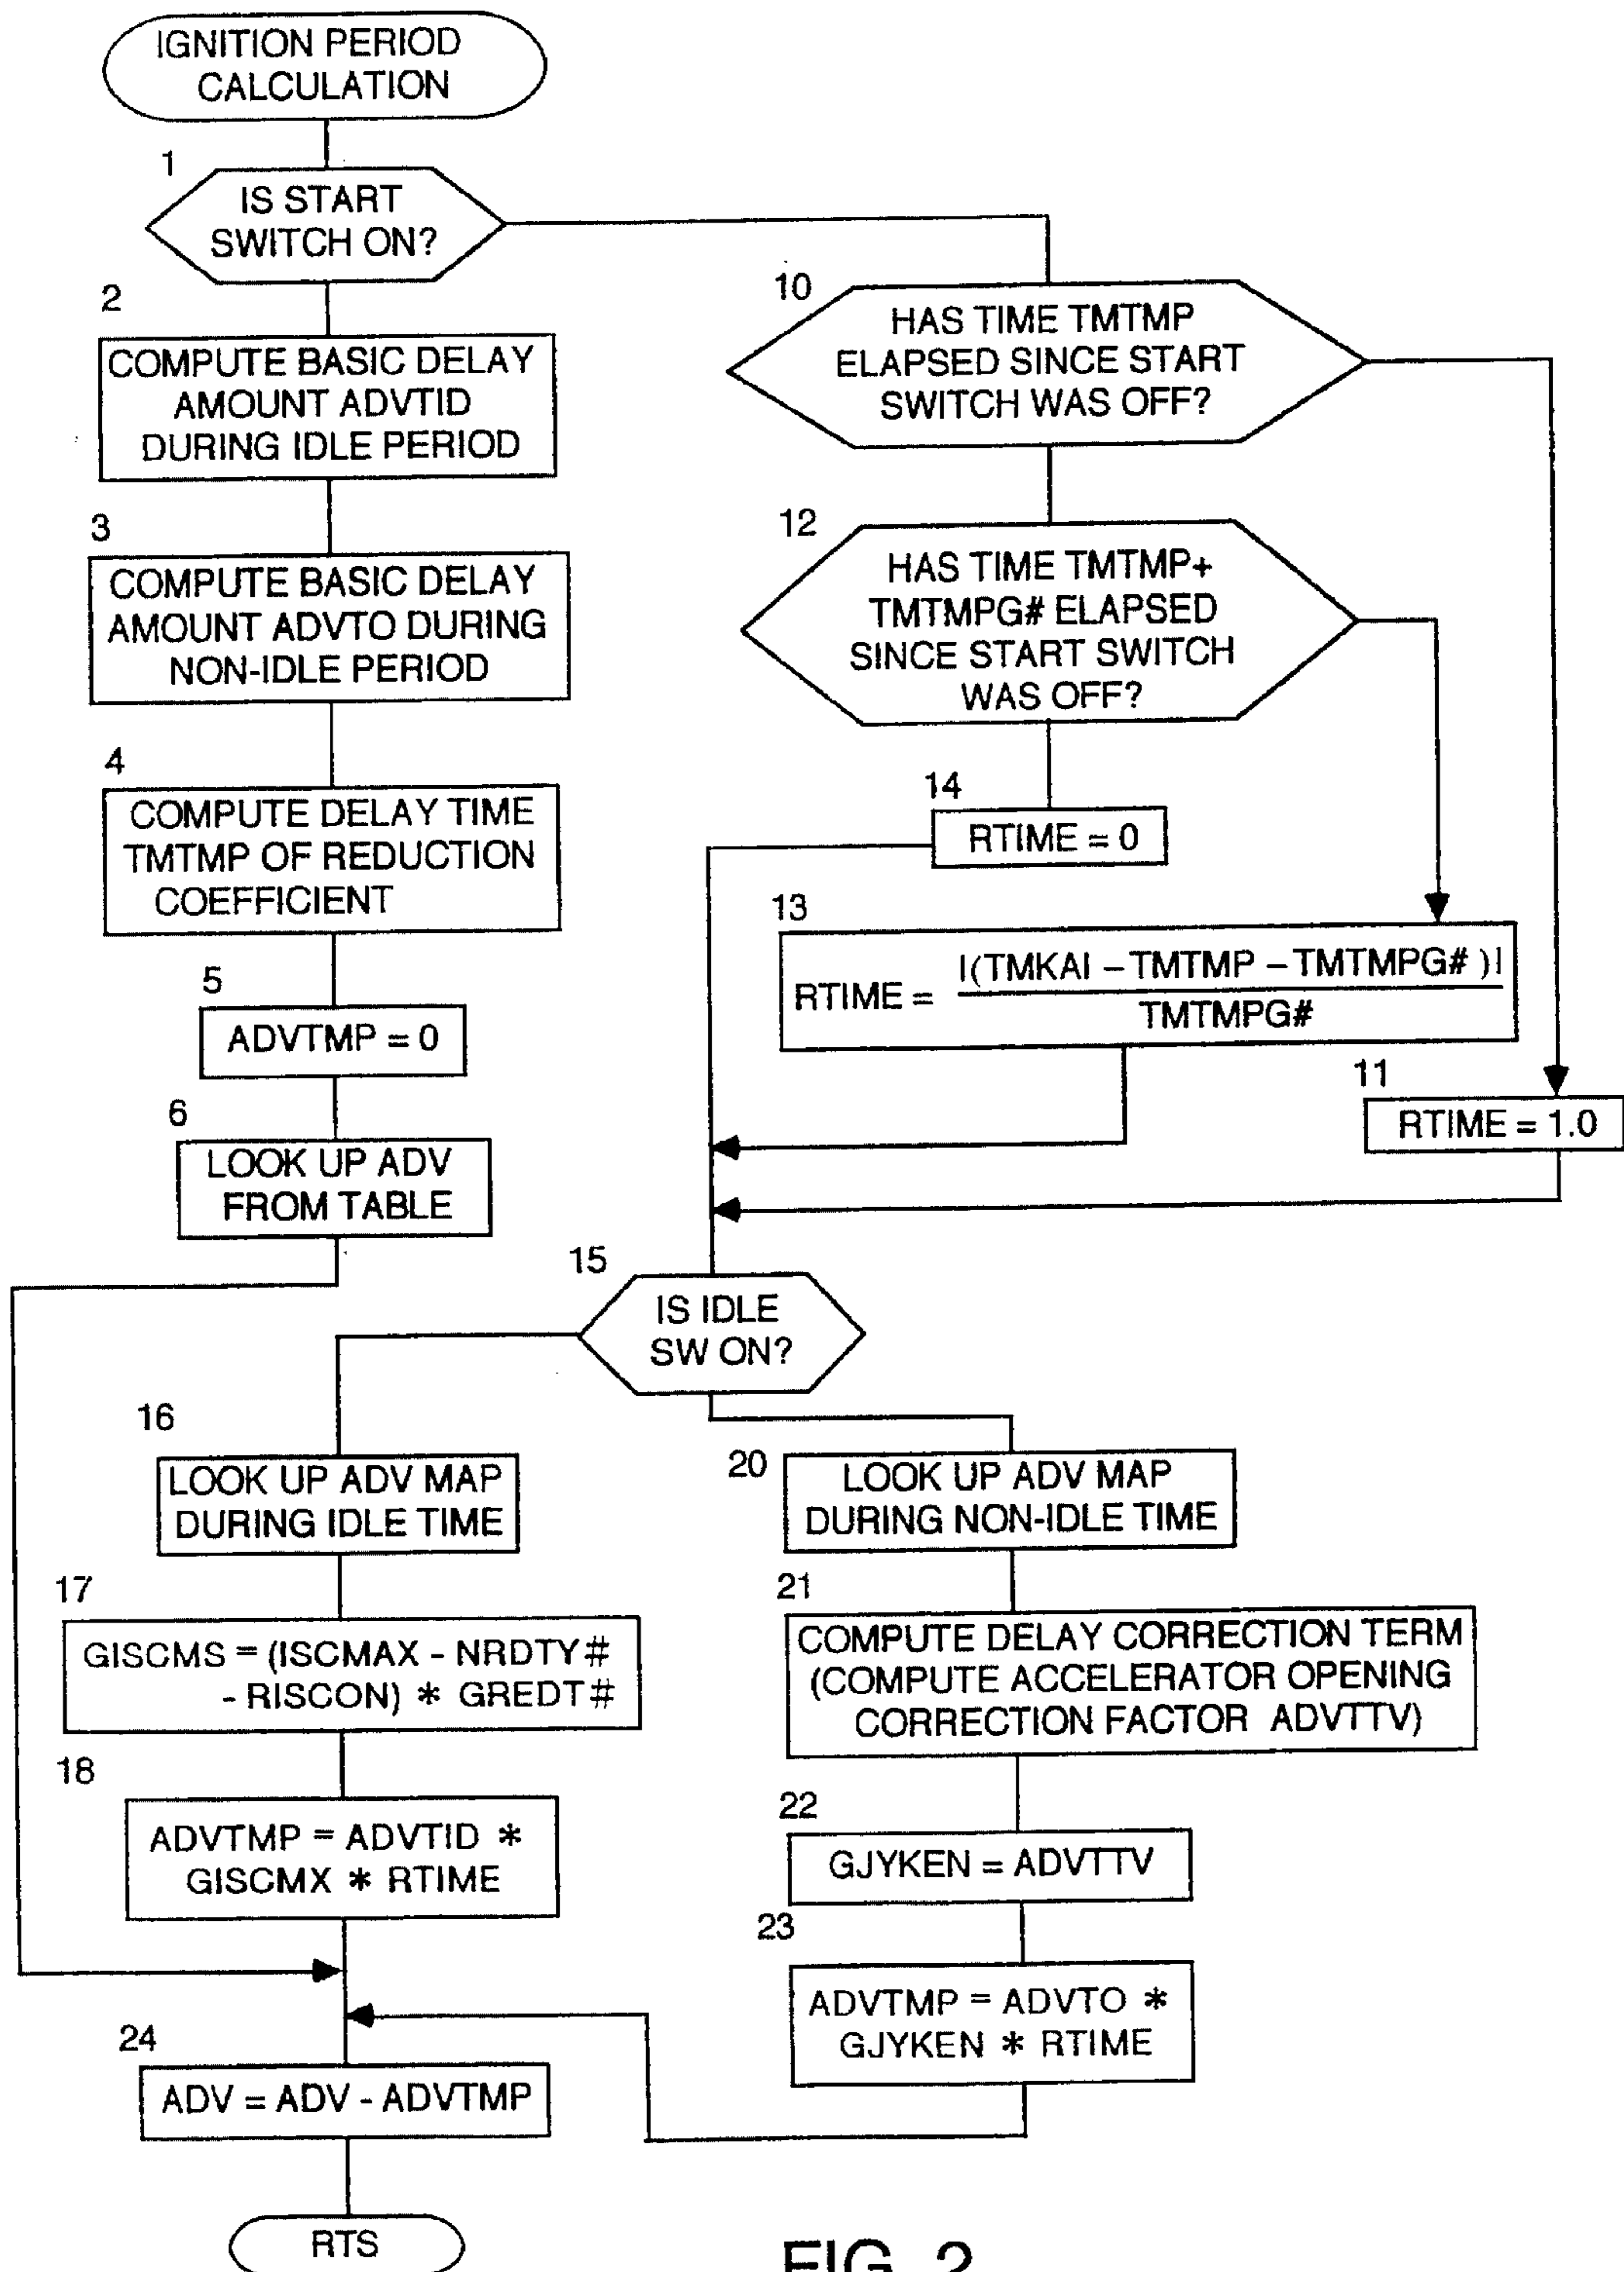 IGNITION PERIOD
CALCULATION
1
IS START
SWITCH ON?
2
COMPUTE BASIC DELAY
AMOUNT ADVTID
DURING IDLE PERIOD
3
COMPUTE BASIC DELAY
AMOUNT ADVTO DURING
NON-IDLE PERIOD
4
COMPUTE DELAY TIME
TMTMP OF REDUCTION
COEFFICIENT
5
ADVTMP = 0
6
LOOK UP ADV
FROM TABLE
10
HAS TIME TMTMP
ELAPSED SINCE START
SWITCH WAS OFF?
12
HAS TIME TMTMP+
TMTMPG# ELAPSED
SINCE START SWITCH
WAS OFF?
14
RTIME = 0
13
RTIME = |(TMKAI – TMTMP – TMTMPG# )|
TMTMPG#
11
RTIME = 1.0
15
IS IDLE
SW ON?
16
LOOK UP ADV MAP
DURING IDLE TIME
17
GISCMS = (ISCMAX - NRDTY#
- RISCON) * GREDT#
18
ADVTMP = ADVTID *
GISCMX * RTIME
20
LOOK UP ADV MAP
DURING NON-IDLE TIME
21
COMPUTE DELAY CORRECTION TERM
(COMPUTE ACCELERATOR OPENING
CORRECTION FACTOR ADVTTV)
22
GJYKEN = ADVTTV
23
ADVTMP = ADVTO *
GJYKEN * RTIME
24
ADV = ADV - ADVTMP
RTS
FIG. 2